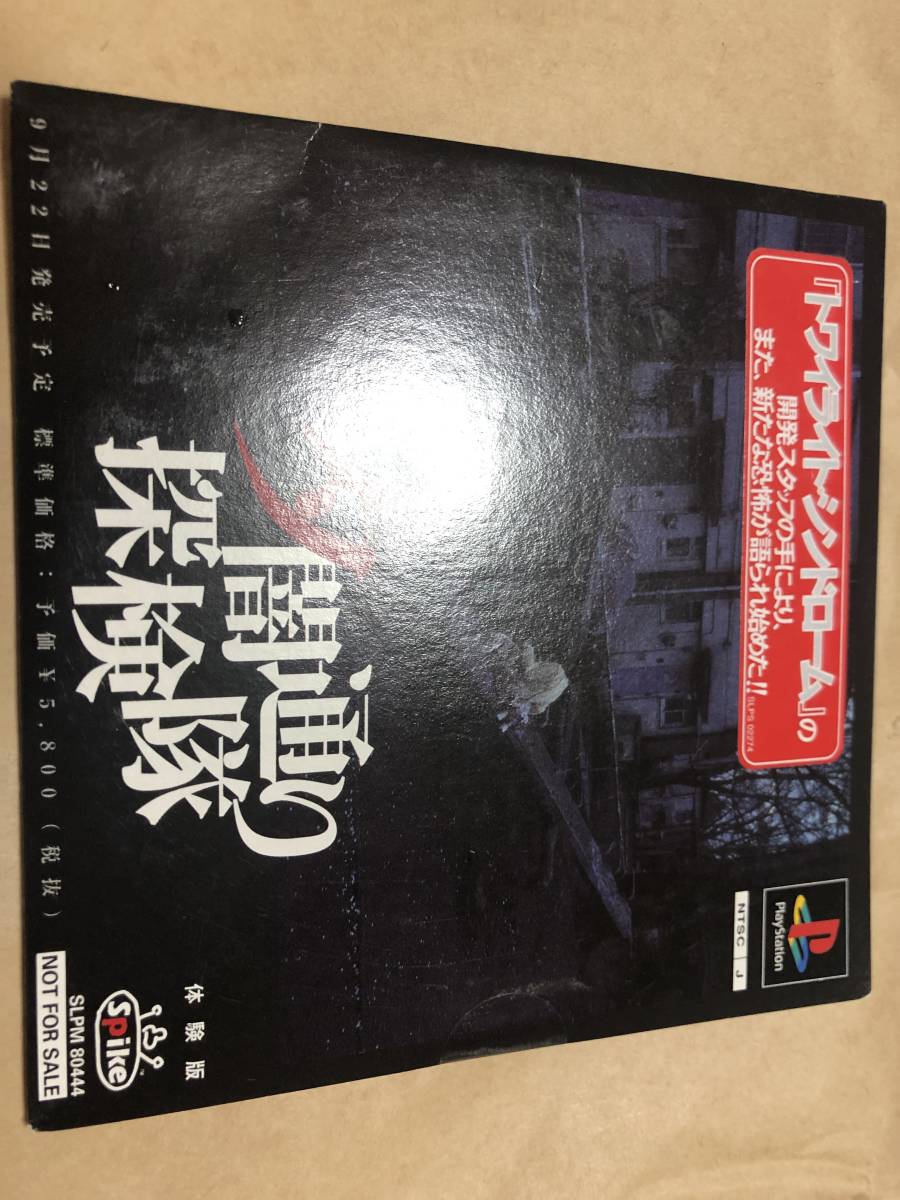 『トワイライトシンドローム』の
開発スタッフの手により、
また、新たな恐怖が語られ始めた!!
SLPS 02274
PlayStation
NTSC J
闇通り
探検隊
体験版
spike
SLPM 80444
NOT FOR SALE
9月22日発売予定 標準価格:予価¥5,800(税抜)